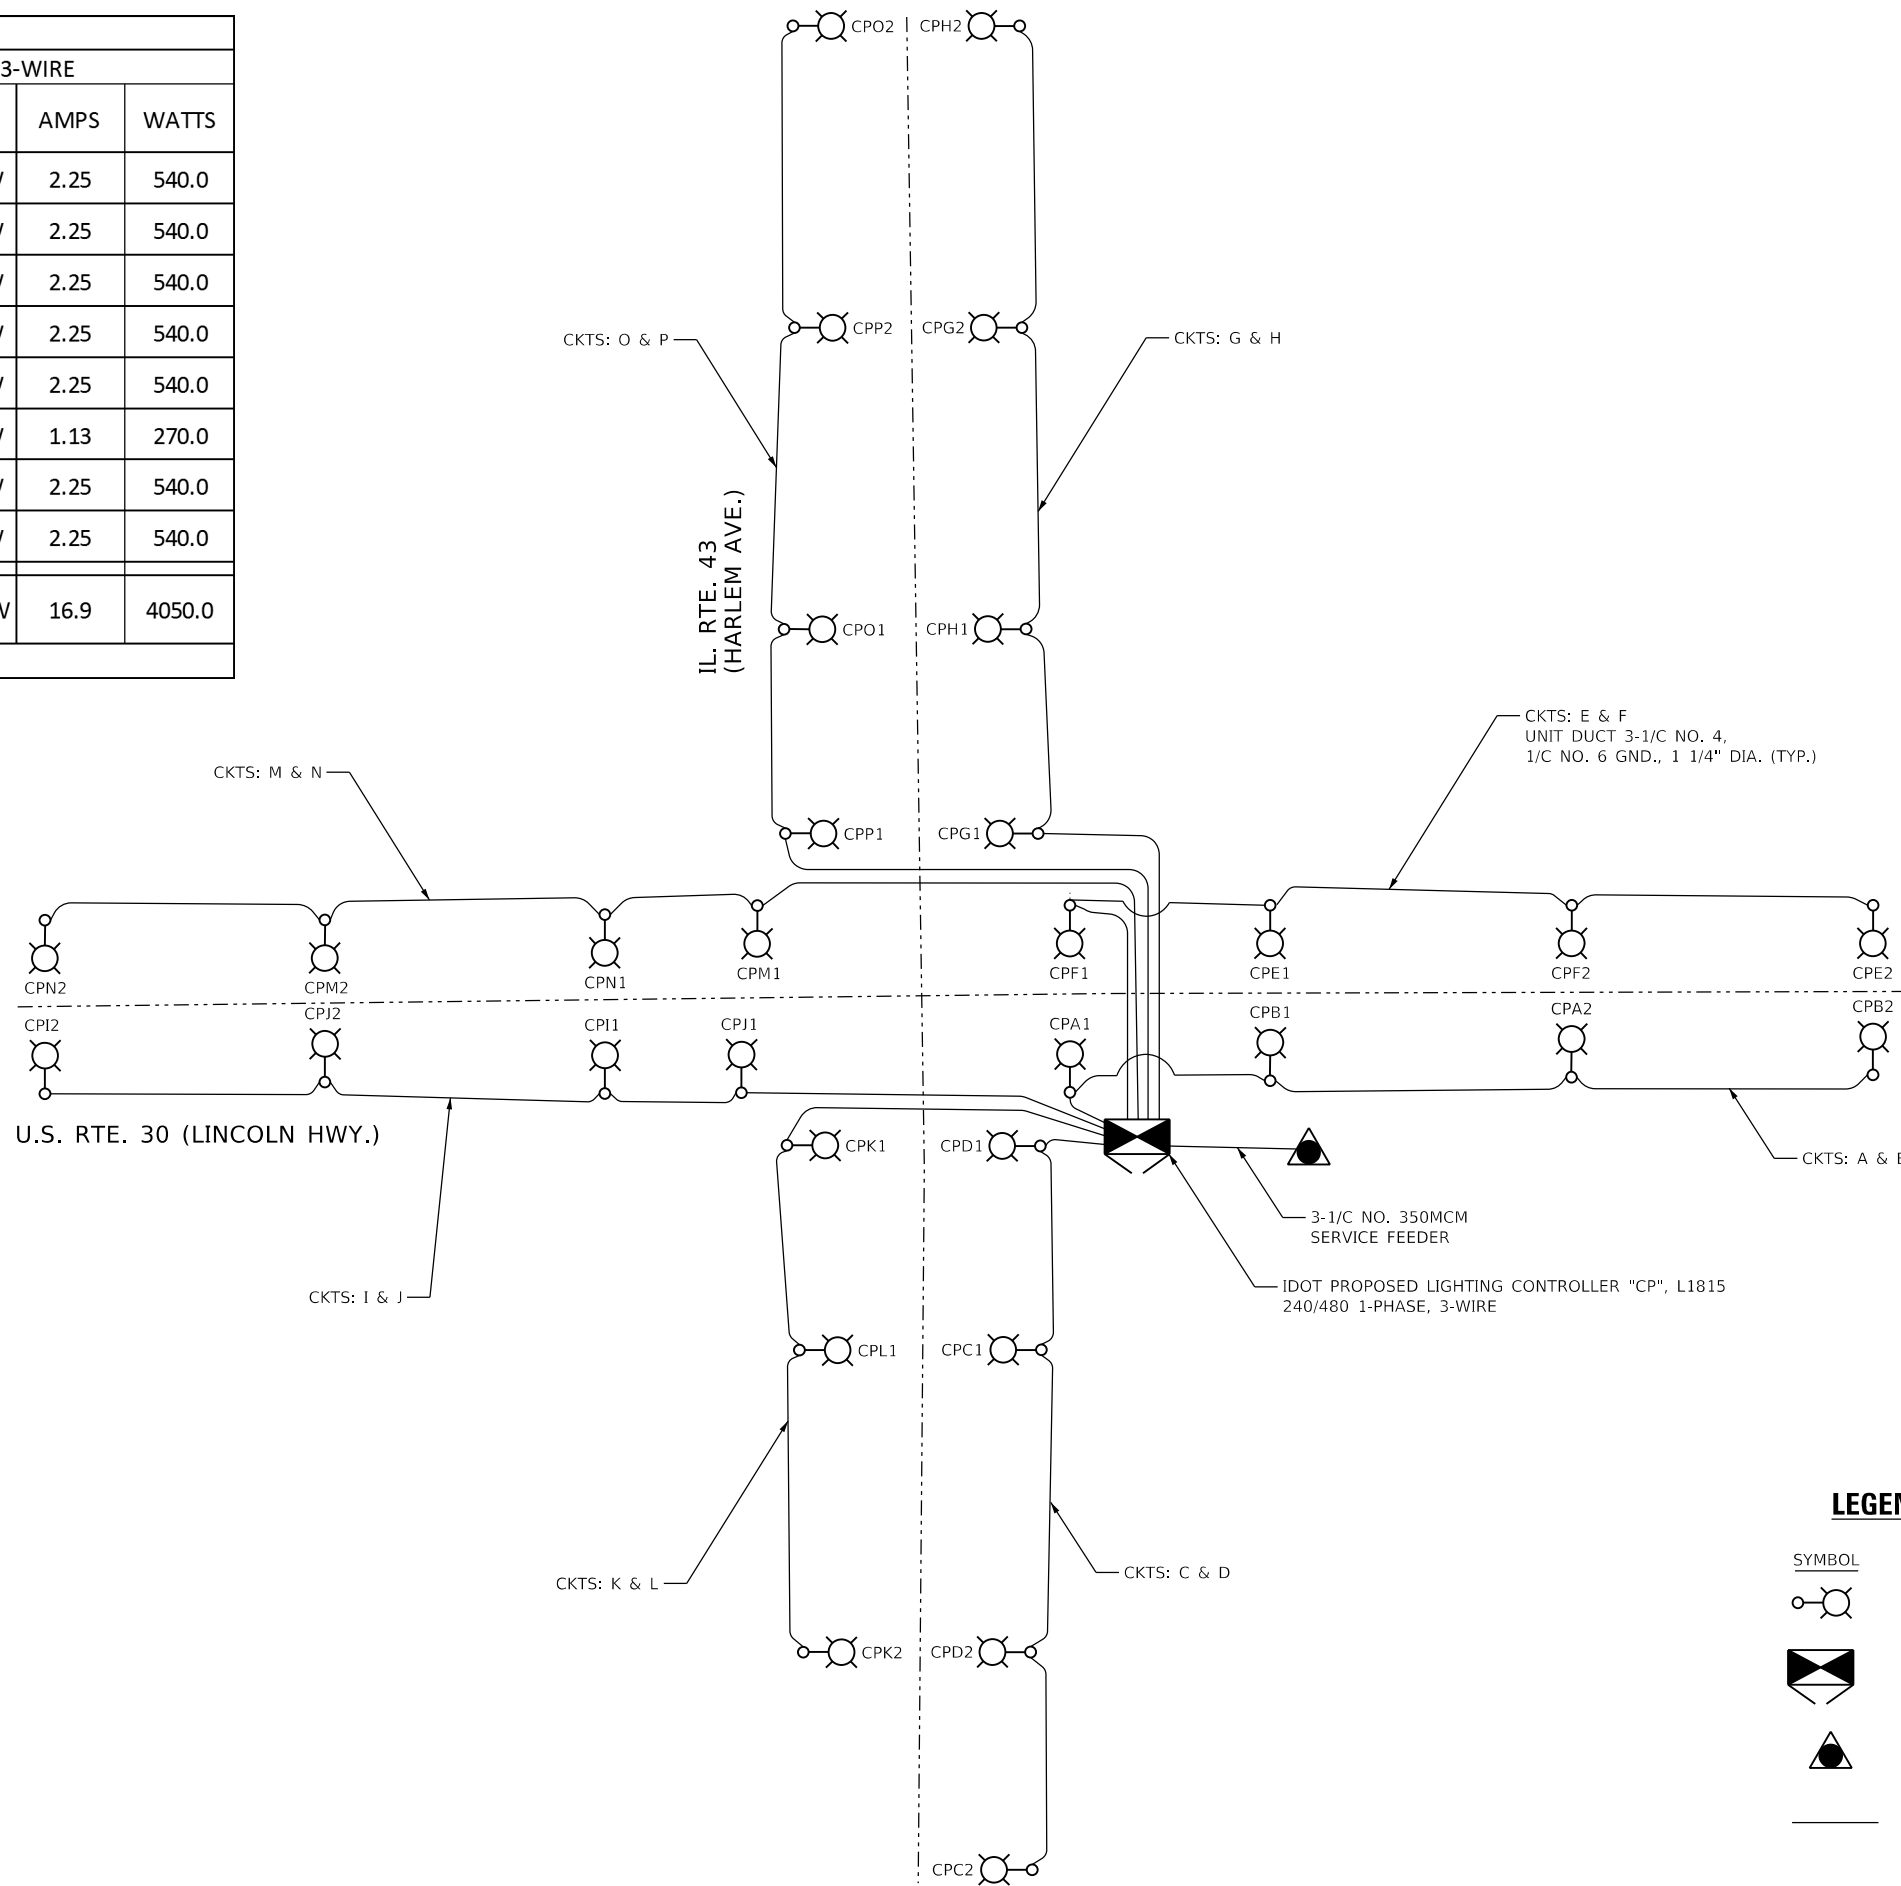 3-WIRE
AMPS WATTS
2.25 540.0
2.25 540.0
2.25 540.0
2.25 540.0
2.25 540.0
1.13 270.0
2.25 540.0
2.25 540.0
16.9 4050.0
CPO2 CPH2
CPP2 CPG2
CKTS: O & P
CKTS: G & H
IL. RTE. 43
(HARLEM AVE.)
CPO1 CPH1
CKTS: E & F
UNIT DUCT 3-1/C NO. 4,
1/C NO. 6 GND., 1 1/4" DIA. (TYP.)
CKTS: M & N
CPP1 CPG1
CPN2 CPM2 CPN1 CPM1 CPF1 CPE1 CPF2 CPE2
CPI2 CPJ2 CPI1 CPJ1 CPA1 CPB1 CPA2 CPB2
U.S. RTE. 30 (LINCOLN HWY.)
CPK1 CPD1
CKTS: A &
3-1/C NO. 350MCM
SERVICE FEEDER
IDOT PROPOSED LIGHTING CONTROLLER "CP", L1815
240/480 1-PHASE, 3-WIRE
CKTS: I & J
CPL1 CPC1
CKTS: K & L
CKTS: C & D
CPK2 CPD2
CPC2
SYMBOL